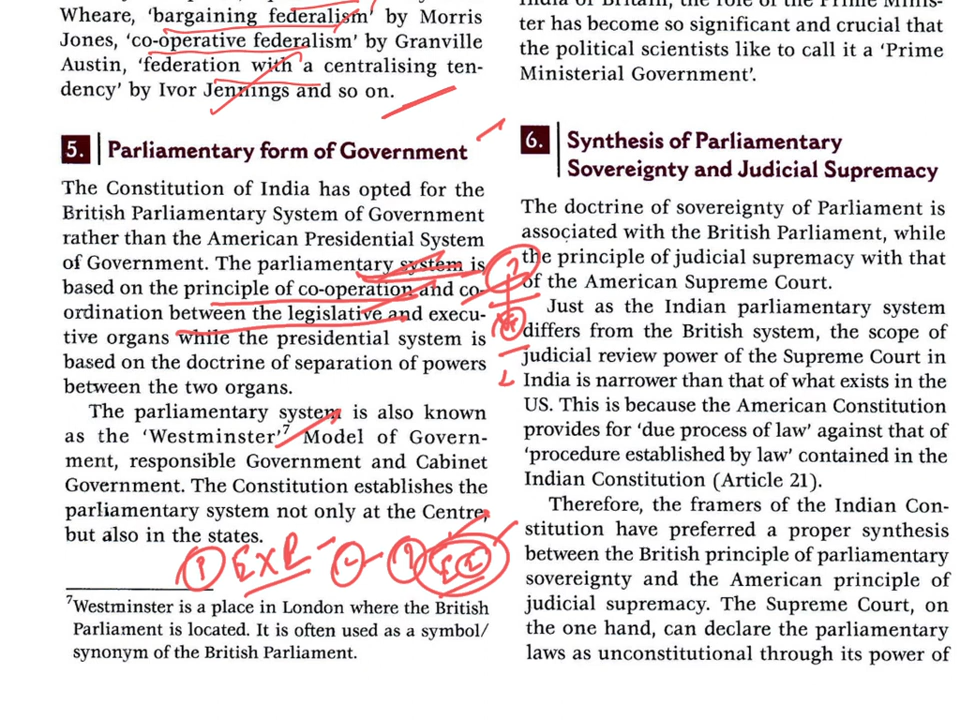 Wheare, 'bargaining federalism' by Morris
Jones, 'co-operative federalism' by Granville
Austin, 'federation with a centralising ten-
dency' by Ivor Jennings and so on.
5. Parliamentary form of Government
The Constitution of India has opted for the
British Parliamentary System of Government
rather than the American Presidential System
of Government. The parliamentary system is
based on the principle of co-operation and co-
ordination between the legislative and execu-
tive organs while the presidential system is
based on the doctrine of separation of powers
between the two organs.
The parliamentary system is also known
as the 'Westminster'7 Model of Govern-
ment, responsible Government and Cabinet
Government. The Constitution establishes the
parliamentary system not only at the Centre,
but also in the states.
7Westminster is a place in London where the British
Parliament is located. It is often used as a symbol/
synonym of the British Parliament.
ter has become so significant and crucial that
the political scientists like to call it a 'Prime
Ministerial Government'.
6. Synthesis of Parliamentary
Sovereignty and Judicial Supremacy
The doctrine of sovereignty of Parliament is
associated with the British Parliament, while
the principle of judicial supremacy with that
of the American Supreme Court.
Just as the Indian parliamentary system
differs from the British system, the scope of
judicial review power of the Supreme Court in
India is narrower than that of what exists in the
US. This is because the American Constitution
provides for 'due process of law' against that of
'procedure established by law' contained in the
Indian Constitution (Article 21).
Therefore, the framers of the Indian Con-
stitution have preferred a proper synthesis
between the British principle of parliamentary
sovereignty and the American principle of
judicial supremacy. The Supreme Court, on
the one hand, can declare the parliamentary
laws as unconstitutional through its power of